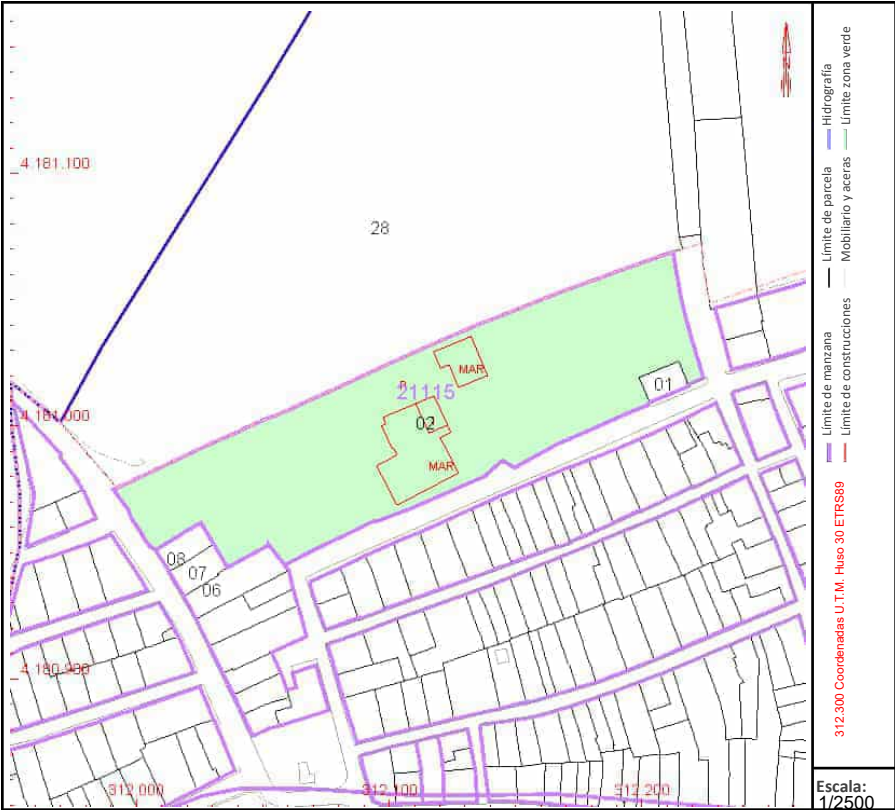 4.181.100
28
01
MAR
P
21115
02
4.181.000
MAR
08
07
06
4.180.900
312,000
312,100
312,200
Límite de manzana
Límite de parcela
Hidrografía
Límite de construcciones
Mobiliario y aceras
Límite zona verde
312.300 Coordenadas U.T.M. Huso 30 ETRS89
Escala:
1/2500